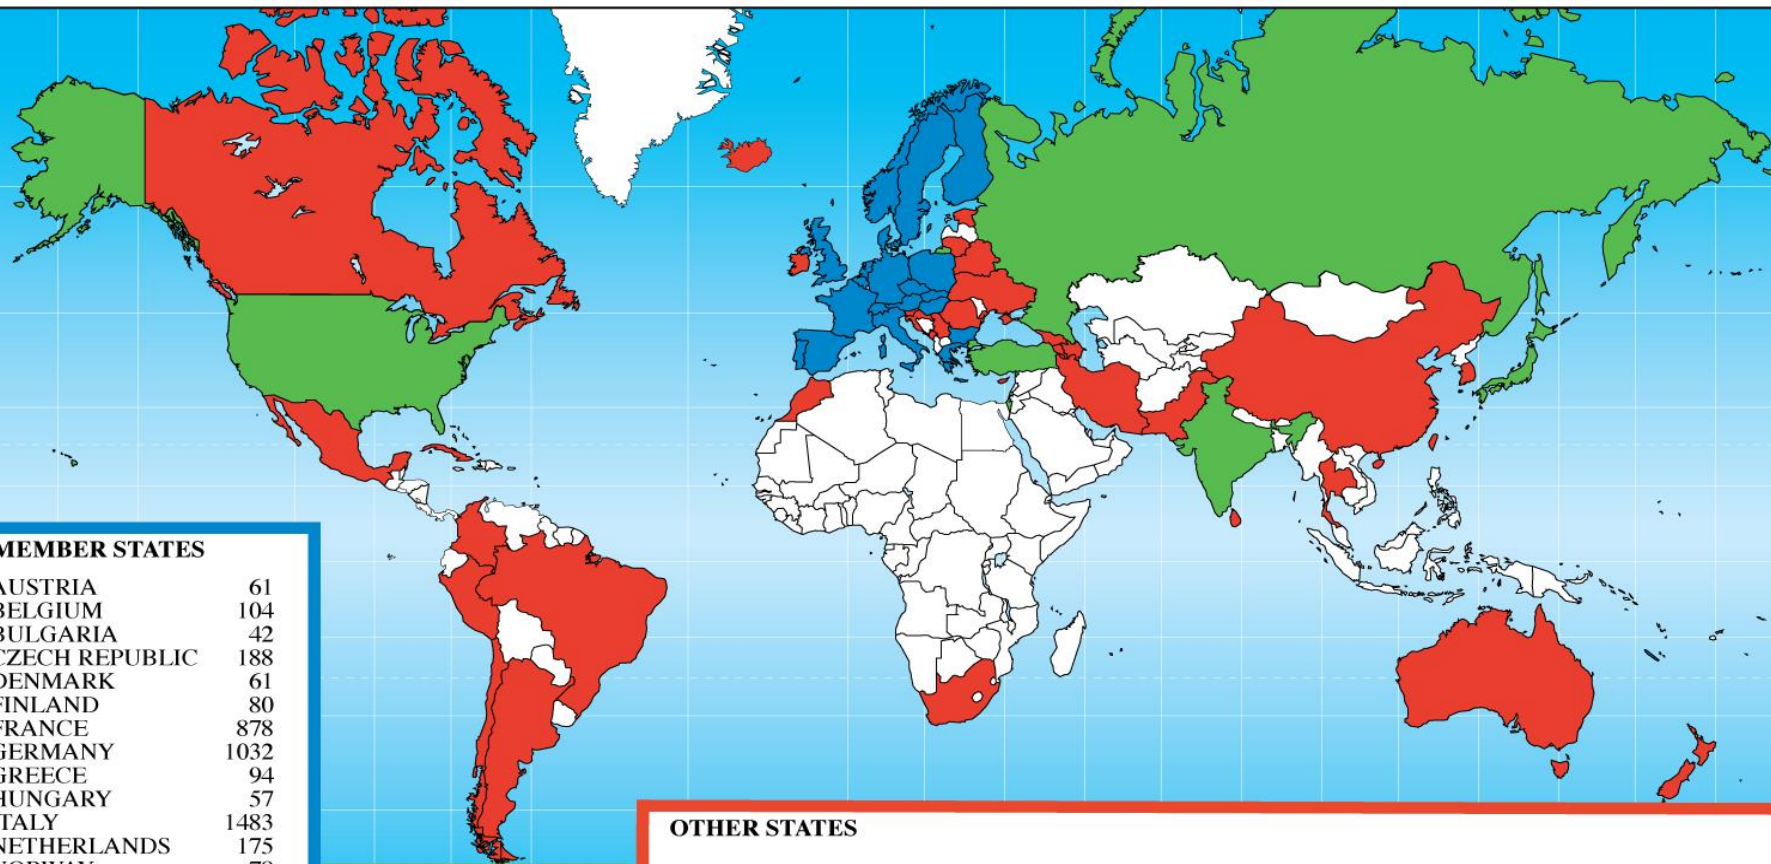 MEMBER STATES
AUSTRIA 61
BELGIUM 104
BULGARIA 42
CZECH REPUBLIC 188
DENMARK 61
FINLAND 80
FRANCE 878
GERMANY 1032
GREECE 94
HUNGARY 57
ITALY 1483
NETHERLANDS 175
NORWAY
OTHER STATES